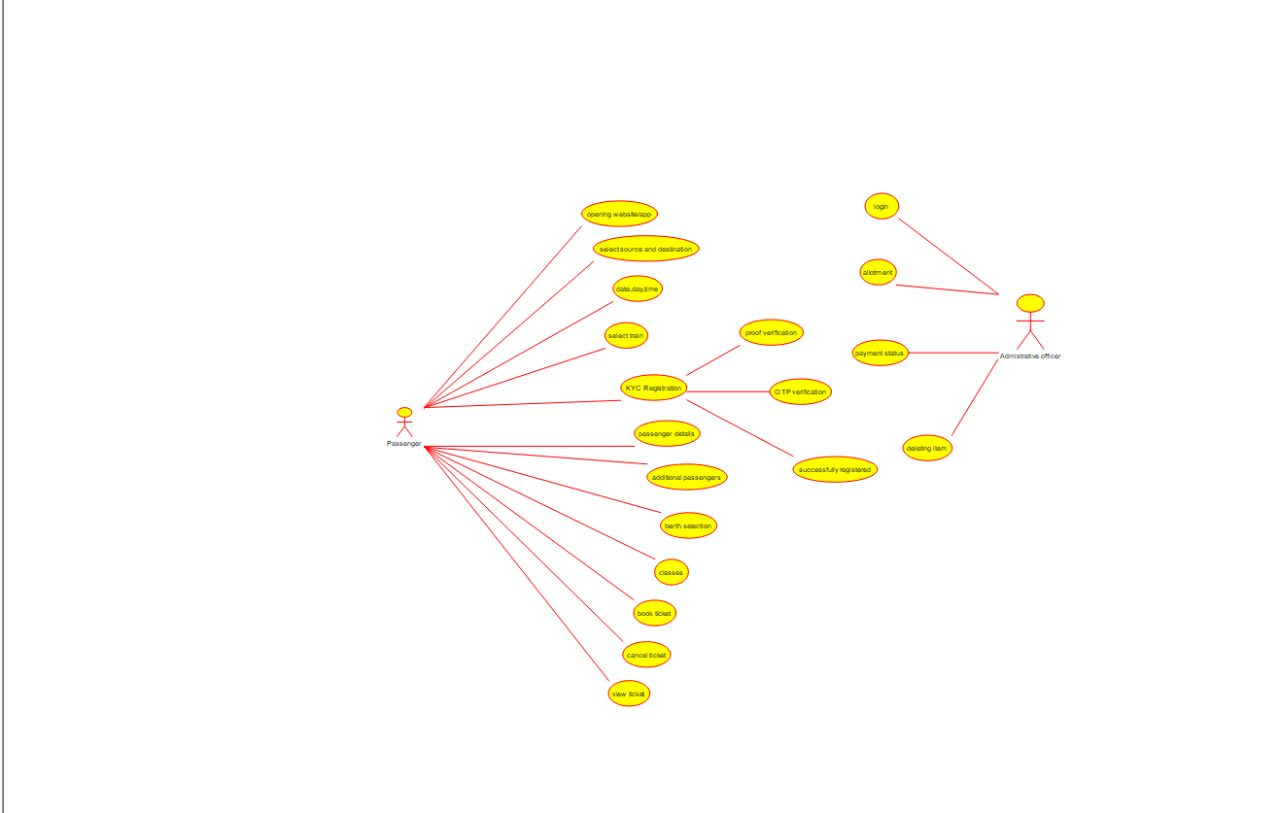 opening website/app
select source and destination
date,day,time
select train
KYC Registration
proof verification
OTP verification
successfully registered
Passenger
passenger details
additional passengers
berth selection
classes
book ticket
cancel ticket
view ticket
login
allotment
payment status
Admistrative officer
deleting item